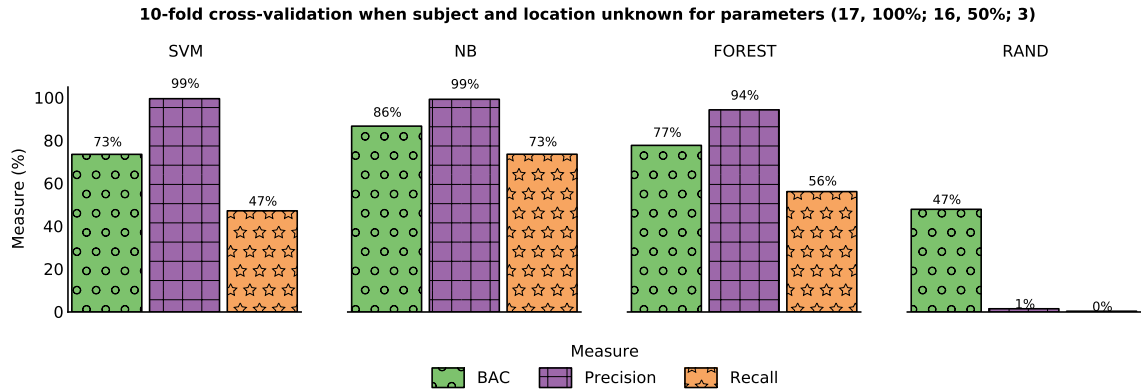 10-fold cross-validation when subject and location unknown for parameters (17, 100%; 16, 50%; 3)
SVM NB FOREST RAND
Measure (%)
100
80
60
40
20
0
73% 99% 47%
86% 99% 73%
77% 94% 56%
47% 1% 0%
Measure
BAC Precision Recall